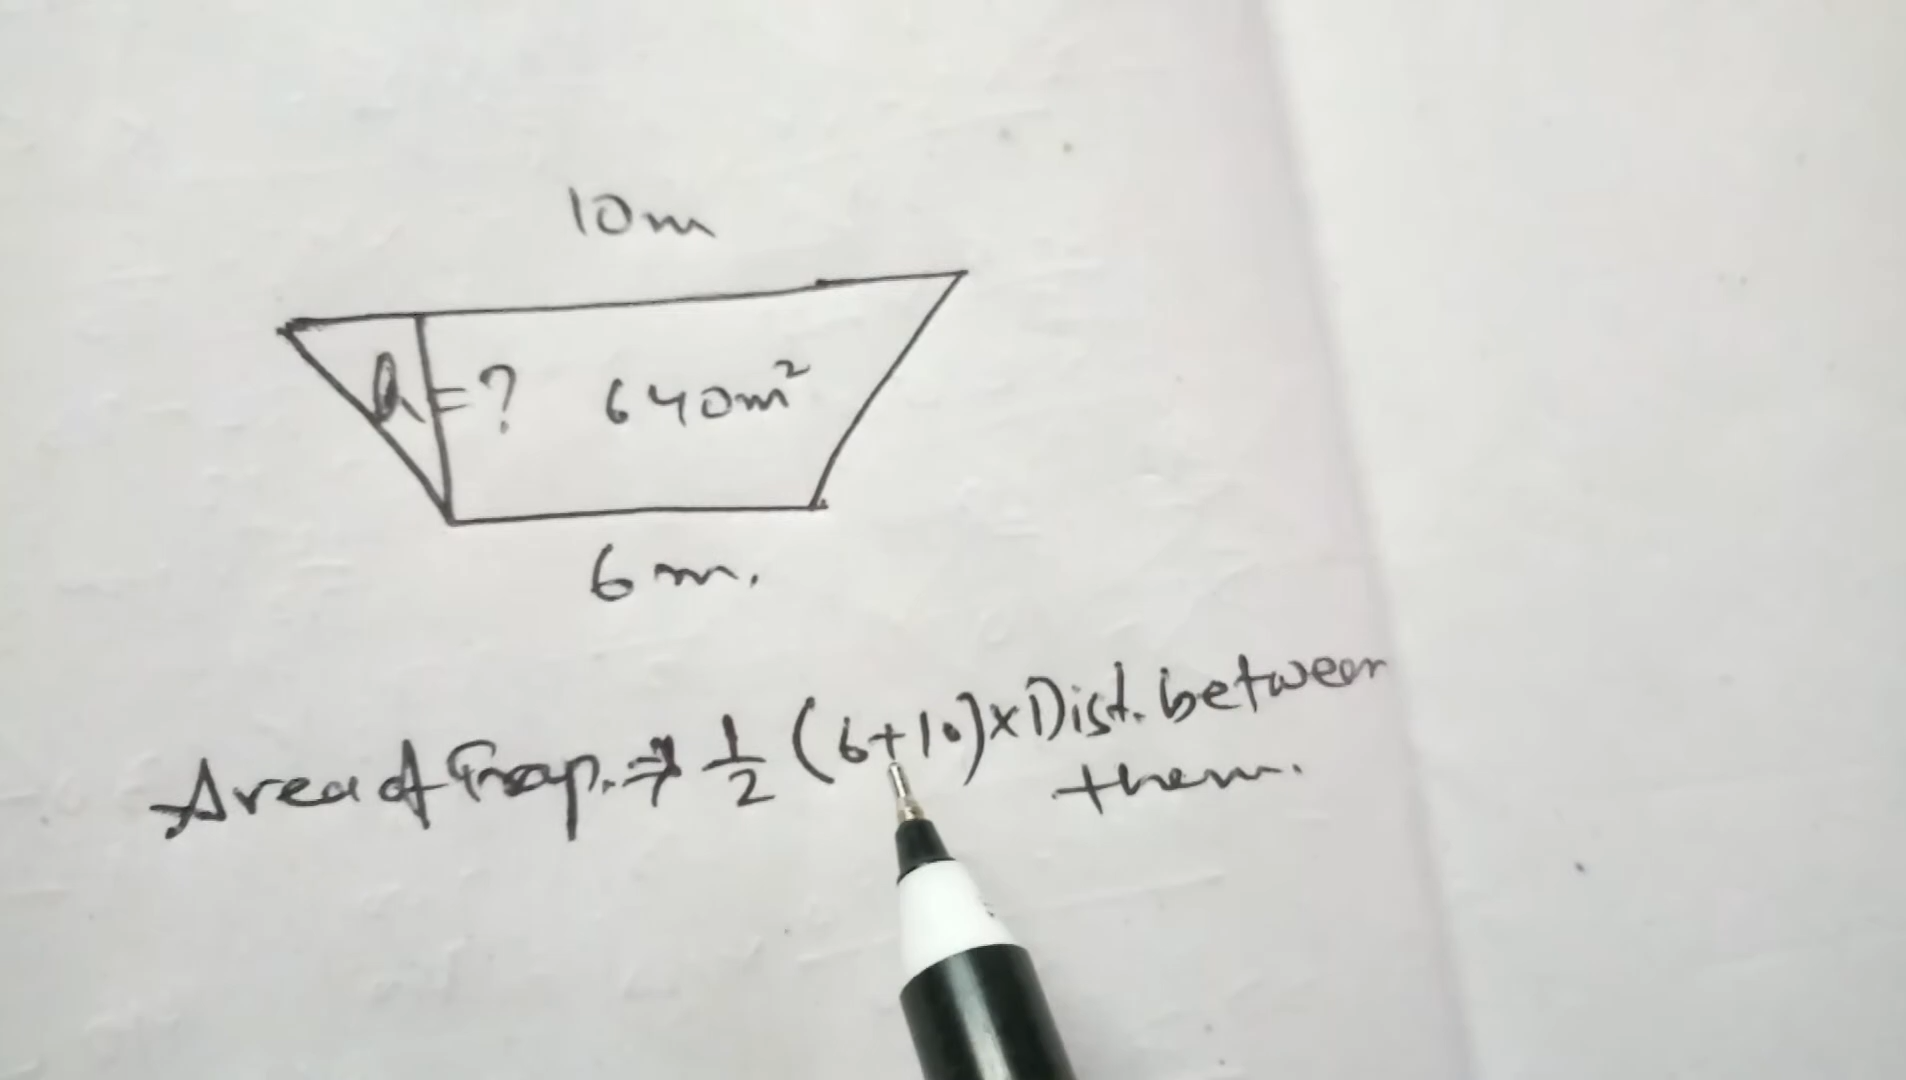 10m
h=? 640m²
6m.
Area of Trap. ⇒ 1/2 (6+10)×Dist. between
them.